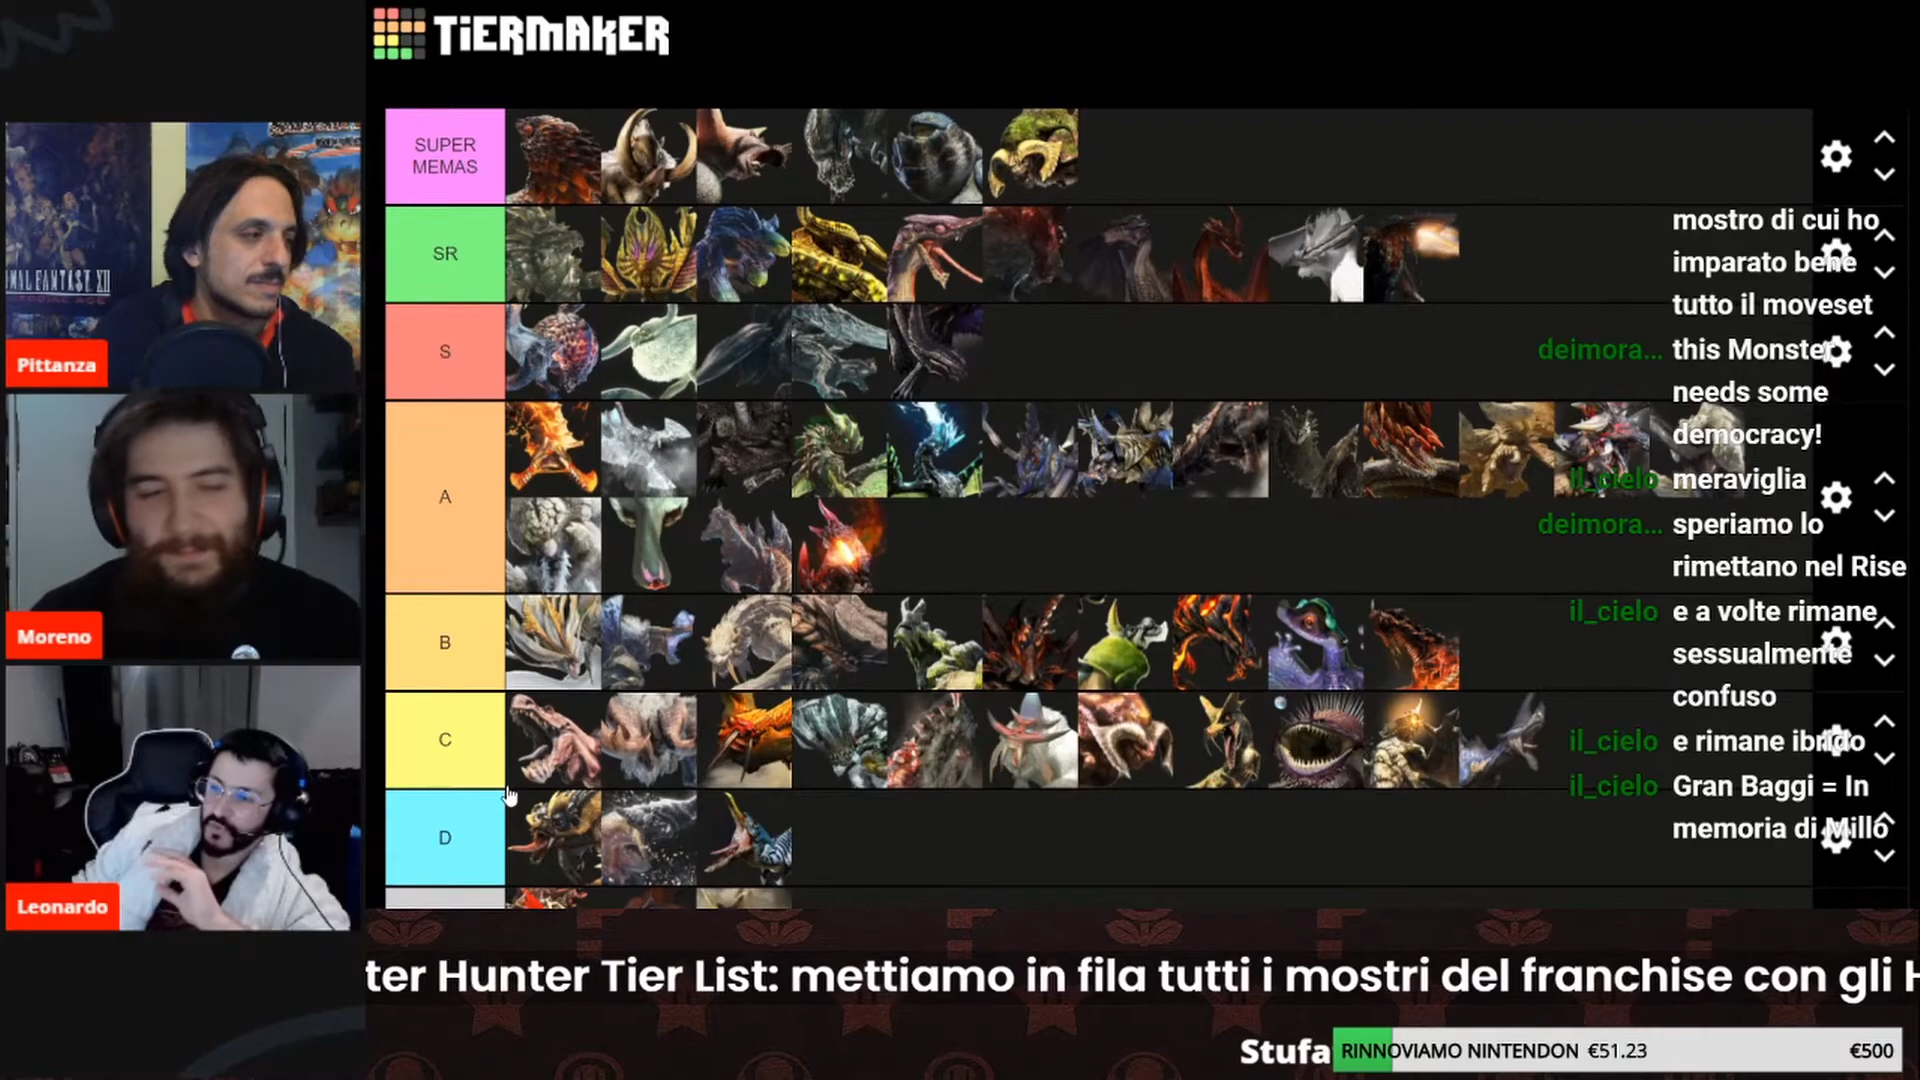 TiERMAKER
SUPER
MEMAS
SR
S
A
B
C
D
mostro di cui ho
imparato bene
tutto il moveset
deimora... this Monster
needs some
democracy!
il_cielo meraviglia
deimora... speriamo lo
rimettano nel Rise
il_cielo e a volte rimane
sessualmente
confuso
il_cielo e rimane ibrido
il_cielo Gran Baggi = In
memoria di Millo
FINAL FANTASY XII
Pittanza
Moreno
Leonardo
ter Hunter Tier List: mettiamo in fila tutti i mostri del franchise con gli H
Stufa
RINNOVIAMO NINTENDON €51.23
€500